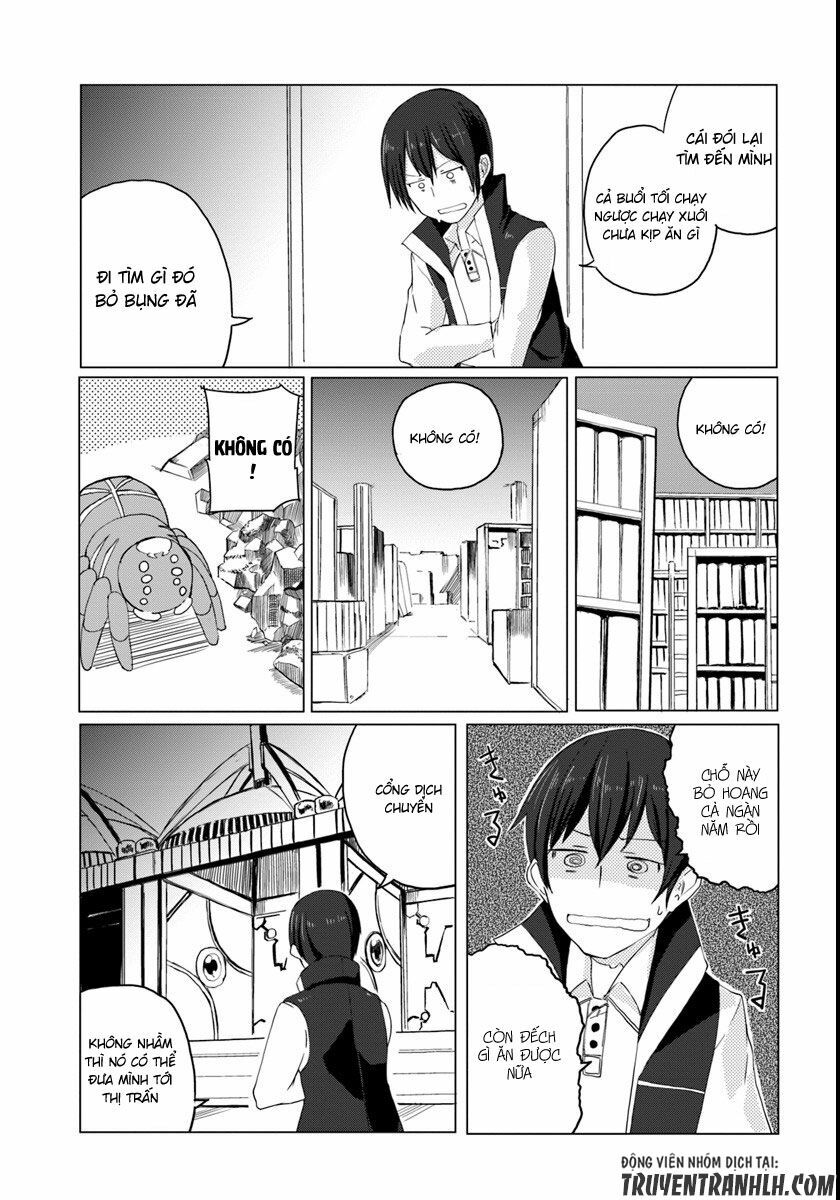 CÁI ĐÓI LẠI
TÌM ĐẾN MÌNH
CẢ BUỔI TỐI CHẠY
NGƯỢC CHẠY XUÔI
CHƯA KỊP ĂN GÌ
ĐI TÌM GÌ ĐÓ
BỎ BỤNG ĐÃ
KHÔNG CÓ!
KHÔNG CÓ!
KHÔNG CÓ
!
CHỖ NÀY
BỎ HOANG
CẢ NGÀN
NĂM RỒI
きゅる
きゅる
CÒN ĐẾCH
GÌ ĂN ĐƯỢC
NỮA
CỔNG DỊCH
CHUYỂN
KHÔNG NHẦM
THÌ NÓ CÓ THỂ
ĐƯA MÌNH TỚI
THỊ TRẤN
ĐỘNG VIÊN NHÓM DỊCH TẠI:
TRUYENTRANHLH.COM